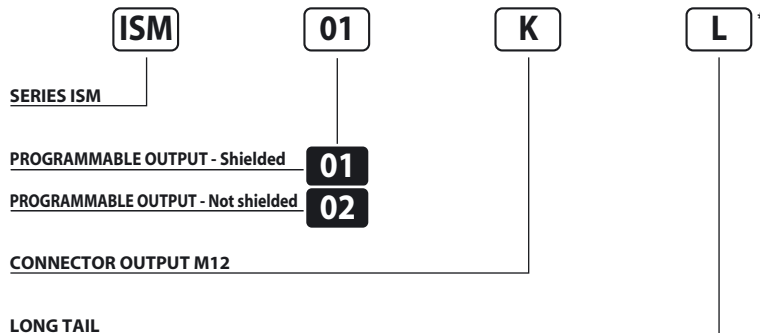 ISM 01 K L *
SERIES ISM
PROGRAMMABLE OUTPUT - Shielded 01
PROGRAMMABLE OUTPUT - Not shielded 02
CONNECTOR OUTPUT M12
LONG TAIL